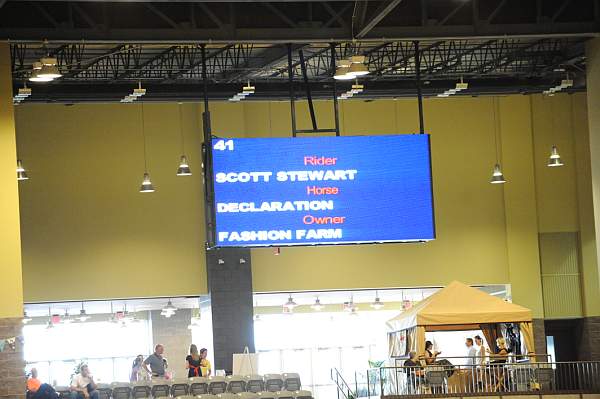 41
Rider
SCOTT STEWART
Horse
DECLARATION
Owner
FASHION FARM